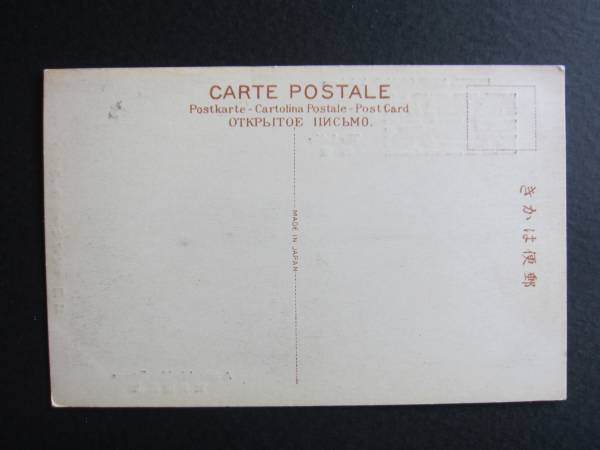 CARTE POSTALE
Postkarte - Cartolina Postale - Post Card
ОТКРЫТОЕ ПИСЬМО.
MADE IN JAPAN
きかは便郵